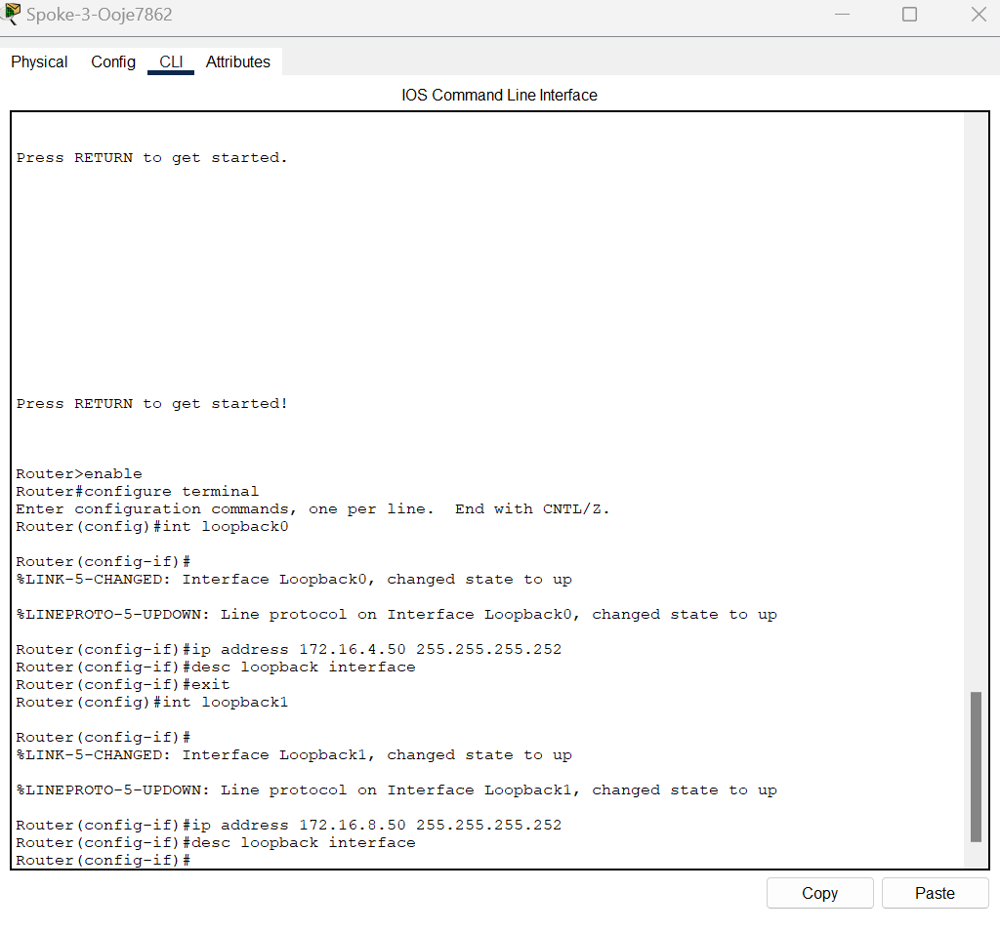 Spoke-3-Ooje7862
Physical Config CLI Attributes
IOS Command Line Interface
Press RETURN to get started.
Press RETURN to get started!
Router>enable
Router#configure terminal
Enter configuration commands, one per line.  End with CNTL/Z.
Router(config)#int loopback0
Router(config-if)#
%LINK-5-CHANGED: Interface Loopback0, changed state to up
%LINEPROTO-5-UPDOWN: Line protocol on Interface Loopback0, changed state to up
Router(config-if)#ip address 172.16.4.50 255.255.255.252
Router(config-if)#desc loopback interface
Router(config-if)#exit
Router(config)#int loopback1
Router(config-if)#
%LINK-5-CHANGED: Interface Loopback1, changed state to up
%LINEPROTO-5-UPDOWN: Line protocol on Interface Loopback1, changed state to up
Router(config-if)#ip address 172.16.8.50 255.255.255.252
Router(config-if)#desc loopback interface
Router(config-if)#
Copy Paste